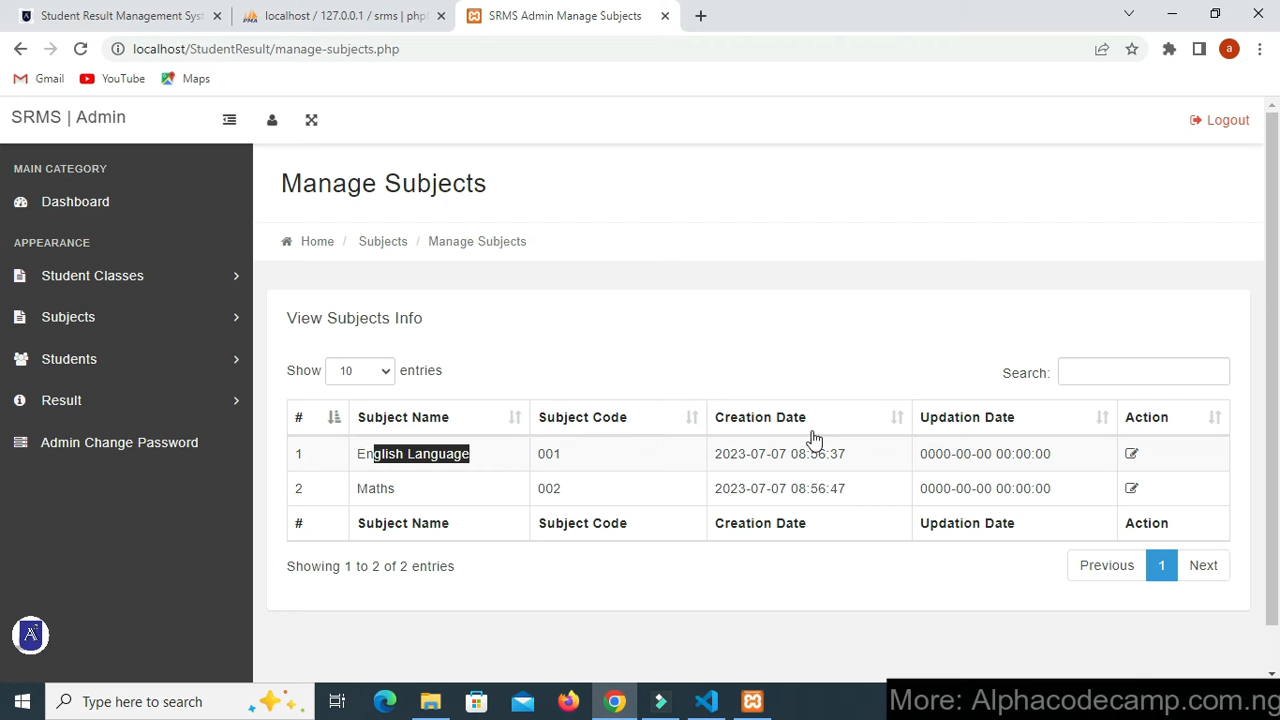 Student Result Management Syst
localhost / 127.0.0.1 / srms | php
SRMS Admin Manage Subjects
localhost/StudentResult/manage-subjects.php
a
Gmail
YouTube
Maps
SRMS | Admin
Logout
MAIN CATEGORY
Dashboard
APPEARANCE
Student Classes
Subjects
Students
Result
Admin Change Password
Manage Subjects
Home / Subjects / Manage Subjects
View Subjects Info
Show 10 entries
Search:
# Subject Name Subject Code Creation Date Updation Date Action
1 English Language 001 2023-07-07 08:56:37 0000-00-00 00:00:00
2 Maths 002 2023-07-07 08:56:47 0000-00-00 00:00:00
# Subject Name Subject Code Creation Date Updation Date Action
Showing 1 to 2 of 2 entries
Previous 1 Next
Type here to search
More: Alphacodecamp.com.ng